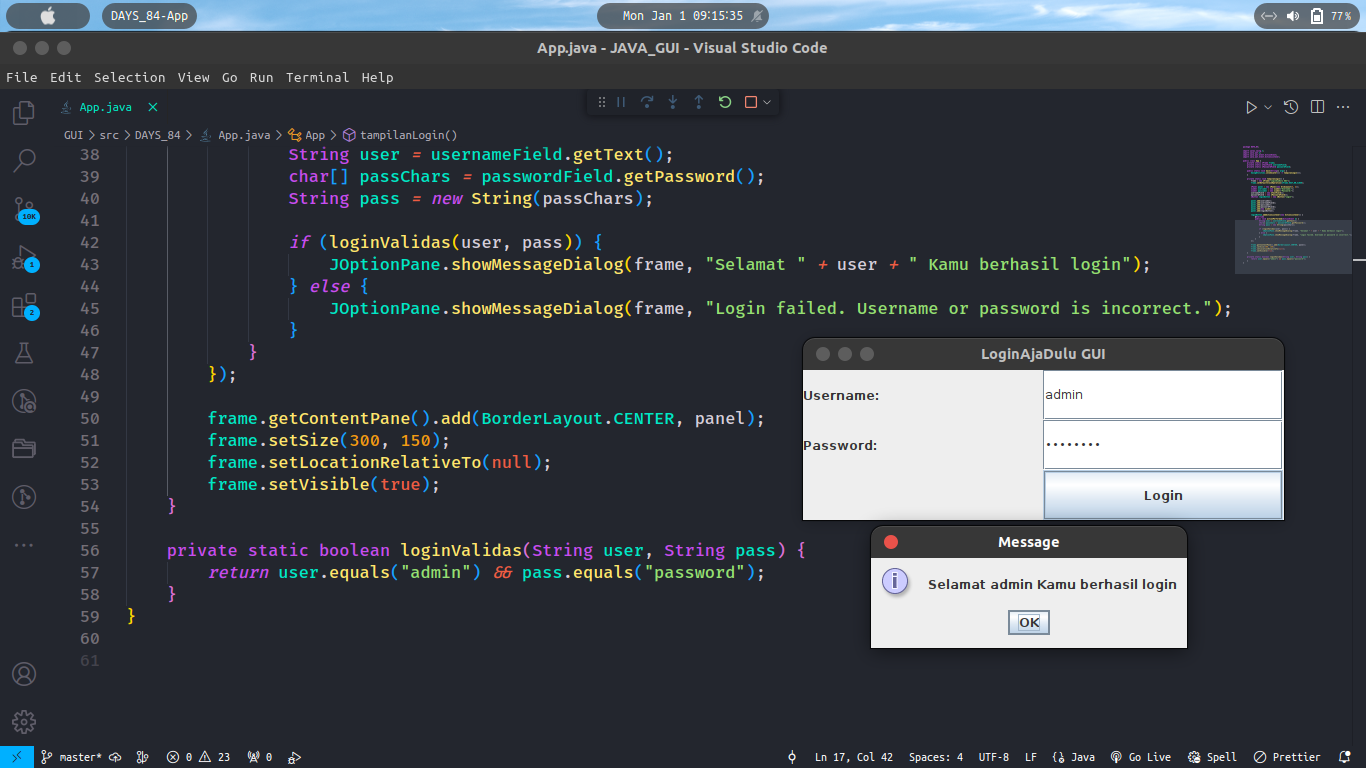 DAYS_84-App
Mon Jan 1 09:15:35
77%
App.java - JAVA_GUI - Visual Studio Code
File Edit Selection View Go Run Terminal Help
App.java
GUI > src > DAYS_84 > App.java > App > tampilanLogin()
38 String user = usernameField.getText();
39 char[] passChars = passwordField.getPassword();
40 String pass = new String(passChars);
41
42 if (loginValidas(user, pass)) {
43 JOptionPane.showMessageDialog(frame, "Selamat " + user + " Kamu berhasil login");
44 } else {
45 JOptionPane.showMessageDialog(frame, "Login failed. Username or password is incorrect.");
46 }
47 }
48 });
49
50 frame.getContentPane().add(BorderLayout.CENTER, panel);
51 frame.setSize(300, 150);
52 frame.setLocationRelativeTo(null);
53 frame.setVisible(true);
54 }
55
56 private static boolean loginValidas(String user, String pass) {
57 return user.equals("admin") && pass.equals("password");
58 }
59 }
60
61
10K
1
2
LoginAjaDulu GUI
Username:
admin
Password:
••••••••
Login
Message
Selamat admin Kamu berhasil login
OK
master* 0 23 0 Ln 17, Col 42 Spaces: 4 UTF-8 LF {} Java Go Live Spell Prettier